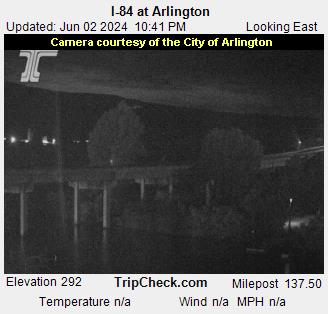 I-84 at Arlington
Updated: Jun 02 2024 10:41 PM Looking East
Camera courtesy of the City of Arlington
Elevation 292 TripCheck.com Milepost 137.50
Temperature n/a Wind n/a MPH n/a